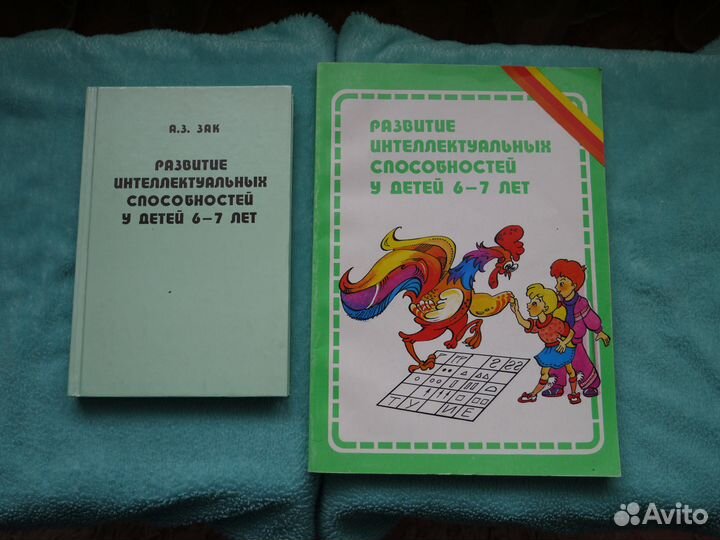 А.З. ЗАК
РАЗВИТИЕ
ИНТЕЛЛЕКТУАЛЬНЫХ
СПОСОБНОСТЕЙ
У ДЕТЕЙ 6-7 ЛЕТ
РАЗВИТИЕ
ИНТЕЛЛЕКТУАЛЬНЫХ
СПОСОБНОСТЕЙ
У ДЕТЕЙ 6-7 ЛЕТ
Т У И Е
Avito